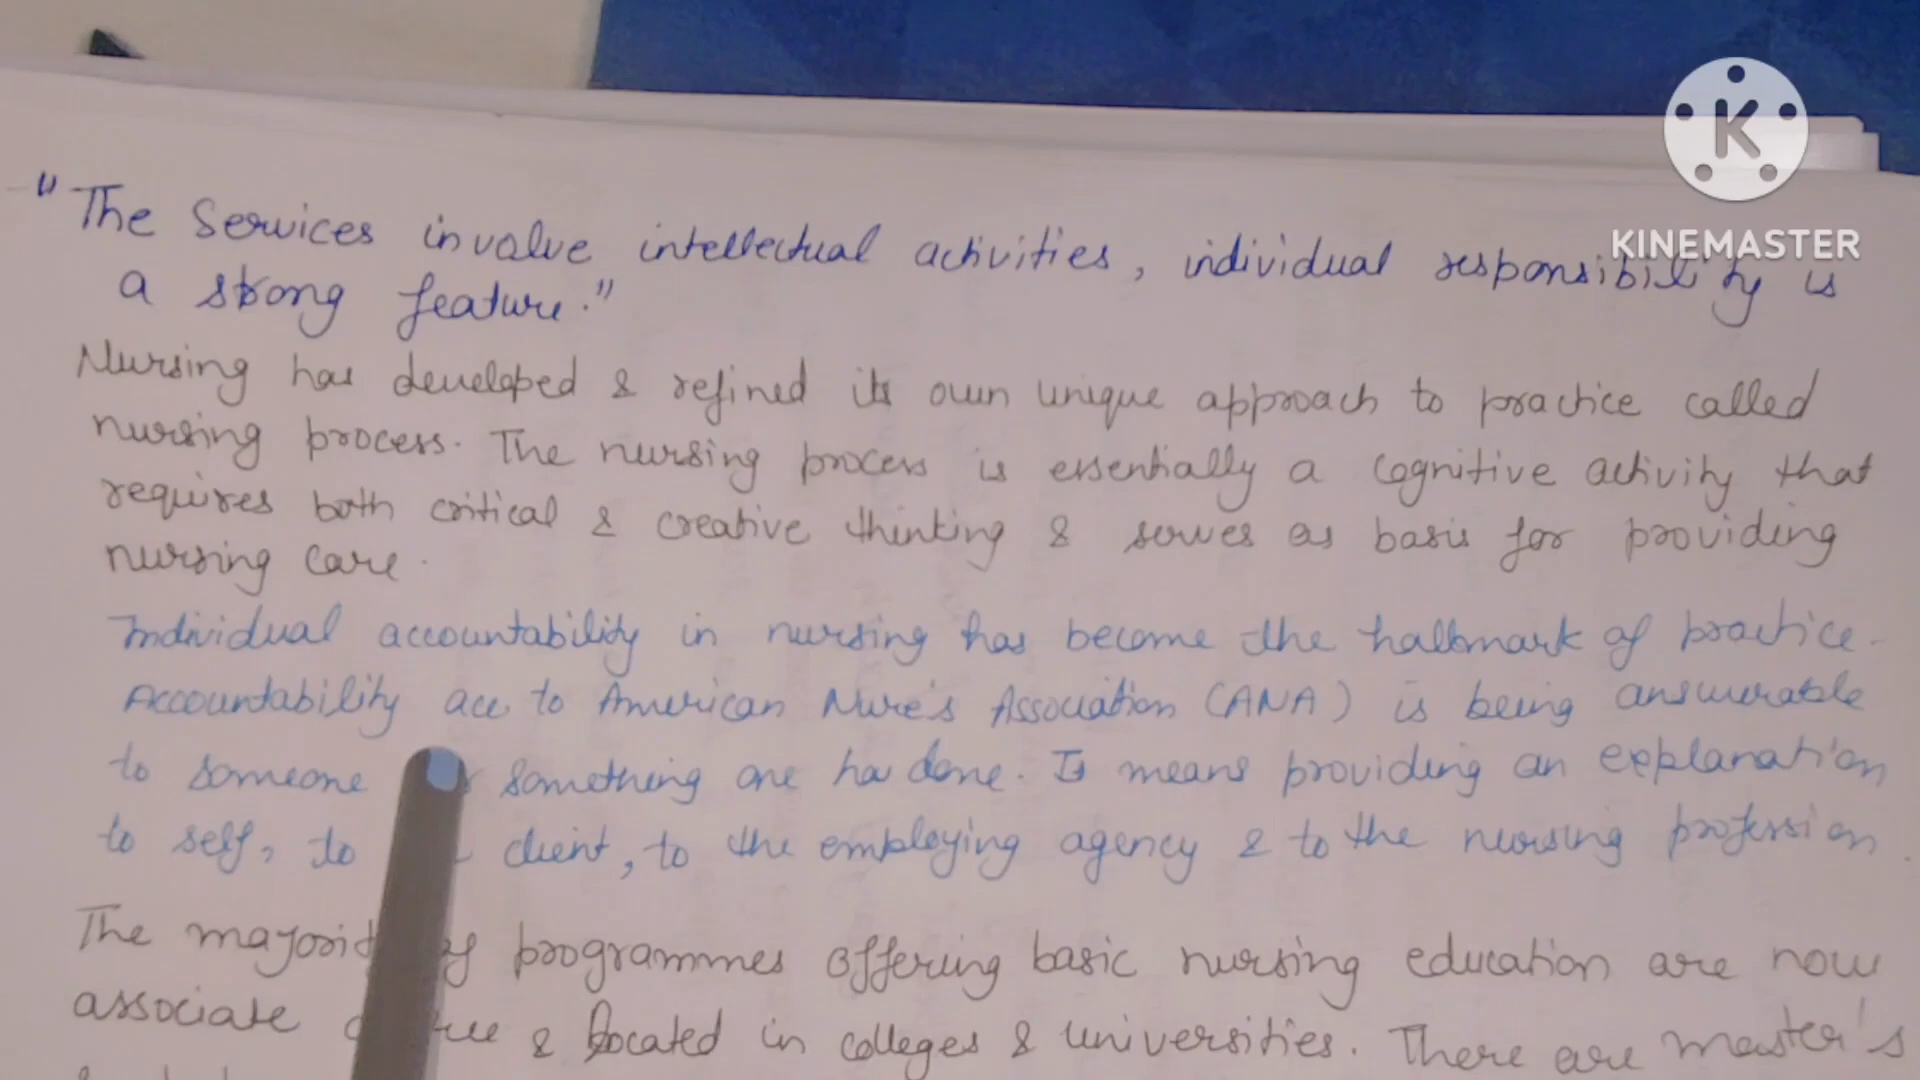 KINEMASTER
"The Services involve intellectual activities, individual responsibility is
a strong feature."
Nursing has developed & refined its own unique approach to practice called
nursing process. The nursing process is essentially a cognitive activity that
requires both critical & creative thinking & serves as basis for providing
nursing care.
Individual accountability in nursing has become the hallmark of practice.
Accountability acc to American Nurse's Association (ANA) is being answerable
to someone something one has done. It means providing an explanation
to self, to client, to the employing agency & to the nursing profession.
The majority of programmes offering basic nursing education are now
associate & located in colleges & universities. There are master's